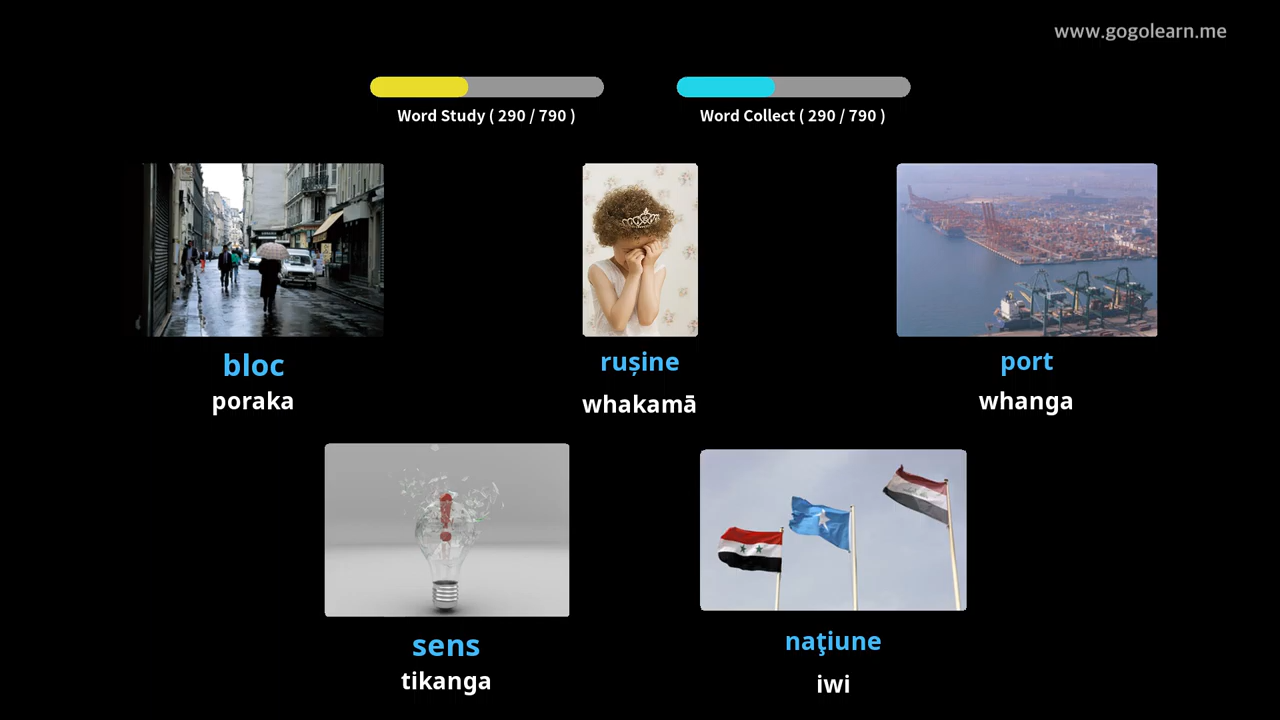 www.gogolearn.me
Word Study ( 290 / 790 )
Word Collect ( 290 / 790 )
bloc
poraka
rușine
whakamā
port
whanga
sens
tikanga
naţiune
iwi